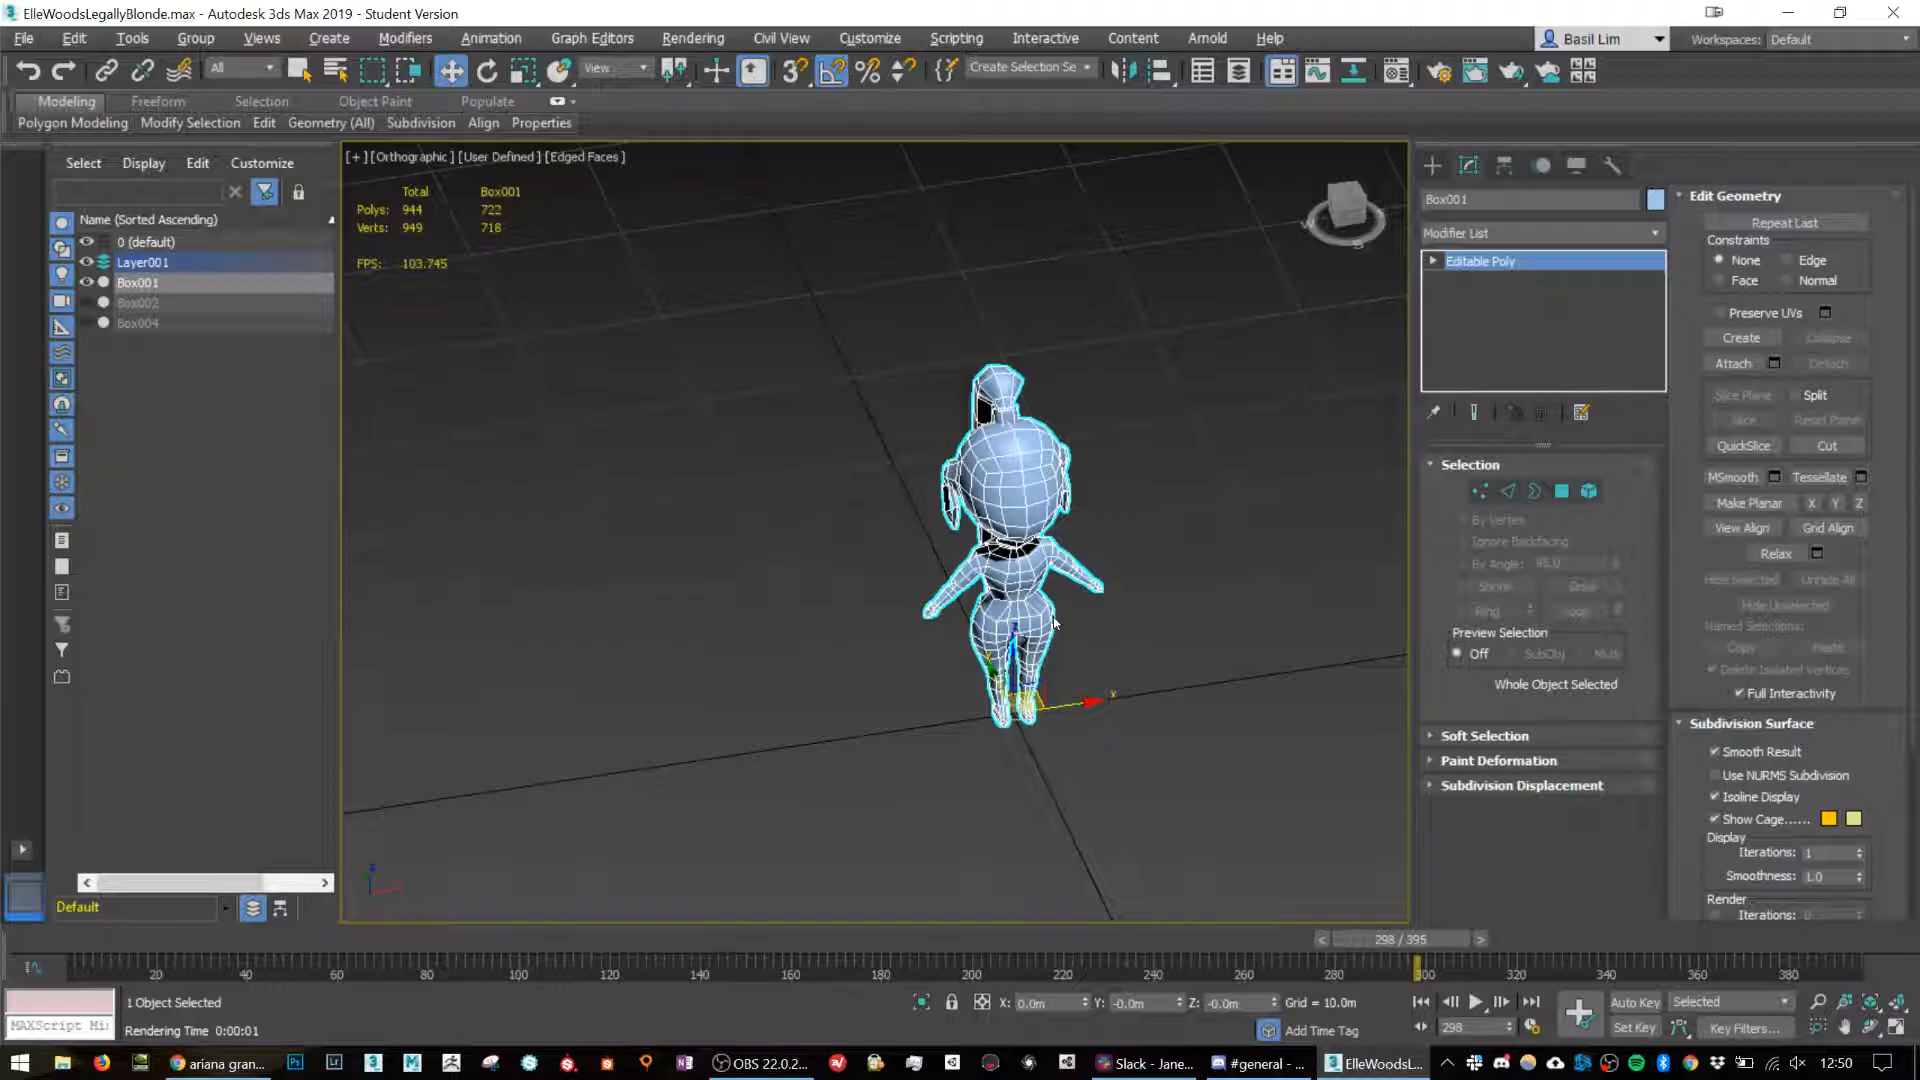 ElleWoodsLegallyBlonde.max - Autodesk 3ds Max 2019 - Student Version
File Edit Tools Group Views Create Modifiers Animation Graph Editors Rendering Civil View Customize Scripting Interactive Content Arnold Help Basil Lim Workspaces: Default
All View Create Selection Se
Modeling Freeform Selection Object Paint Populate
Polygon Modeling Modify Selection Edit Geometry (All) Subdivision Align Properties
Select Display Edit Customize
[+] [Orthographic] [User Defined] [Edged Faces]
Total Box001
Polys: 944 722
Verts: 949 718
FPS: 103.745
Name (Sorted Ascending)
0 (default)
Layer001
Box001
Box002
Box004
Default
Box001
Modifier List
Editable Poly
Selection
By Vertex
Ignore Backfacing
By Angle: 45.0
Shrink Grow
Ring Loop
Preview Selection
Off SubObj Multi
Whole Object Selected
Soft Selection
Paint Deformation
Subdivision Displacement
Edit Geometry
Repeat Last
Constraints
None Edge
Face Normal
Preserve UVs
Create Collapse
Attach Detach
Slice Plane Split
Slice Reset Plane
QuickSlice Cut
MSmooth Tessellate
Make Planar X Y Z
View Align Grid Align
Relax
Hide Selected Unhide All
Hide Unselected
Named Selections:
Copy Paste
Delete Isolated Vertices
Full Interactivity
Subdivision Surface
Smooth Result
Use NURMS Subdivision
Isoline Display
Show Cage......
Display
Iterations: 1
Smoothness: 1.0
Render
Iterations: 0
298 / 395
20 40 60 80 100 120 140 160 180 200 220 240 260 280 300 320 340 360 380
1 Object Selected X: 0.0m Y: -0.0m Z: -0.0m Grid = 10.0m Auto Key Selected
MAXScript Mi Rendering Time 0:00:01 Add Time Tag 298 Set Key Key Filters...
ariana gran... OBS 22.0.2... Slack - Jane... #general - ... ElleWoodsL... 12:50